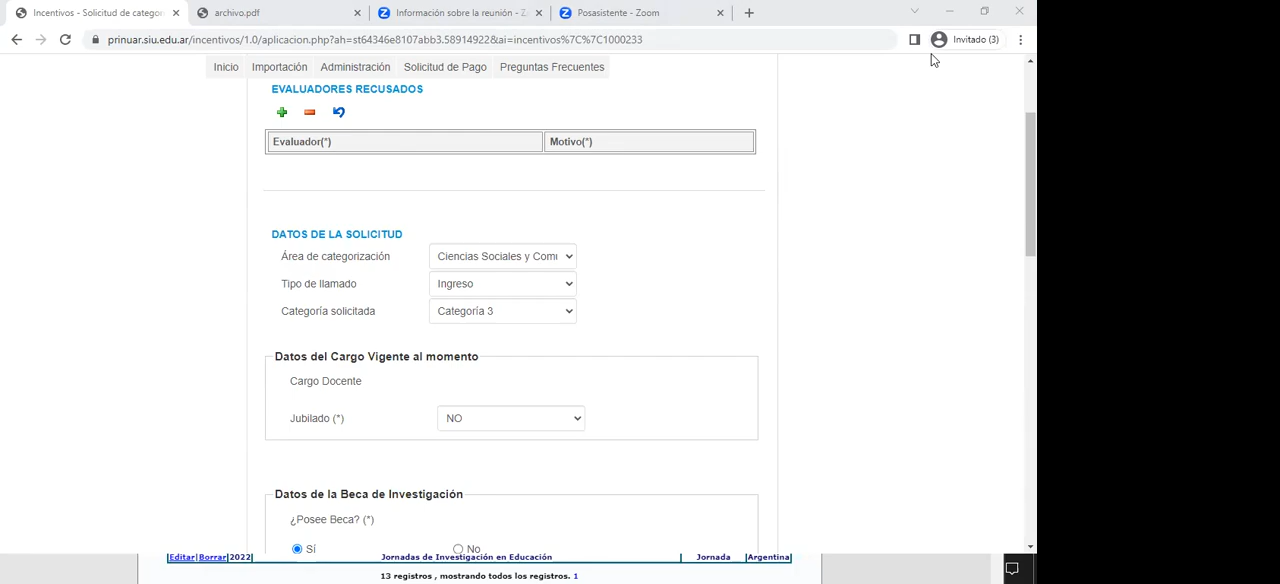 Incentivos - Solicitud de categor
archivo.pdf
Información sobre la reunión - Z
Posasistente - Zoom
prinuar.siu.edu.ar/incentivos/1.0/aplicacion.php?ah=st64346e8107abb3.58914922&ai=incentivos%7C%7C1000233
Invitado (3)
Inicio Importación Administración Solicitud de Pago Preguntas Frecuentes
EVALUADORES RECUSADOS
Evaluador(*) Motivo(*)
DATOS DE LA SOLICITUD
Área de categorización Ciencias Sociales y Com
Tipo de llamado Ingreso
Categoría solicitada Categoría 3
Datos del Cargo Vigente al momento
Cargo Docente
Jubilado (*) NO
Datos de la Beca de Investigación
¿Posee Beca? (*)
Sí No
Editar|Borrar 2022 Jornadas de Investigación en Educación Jornada Argentina
13 registros , mostrando todos los registros. 1